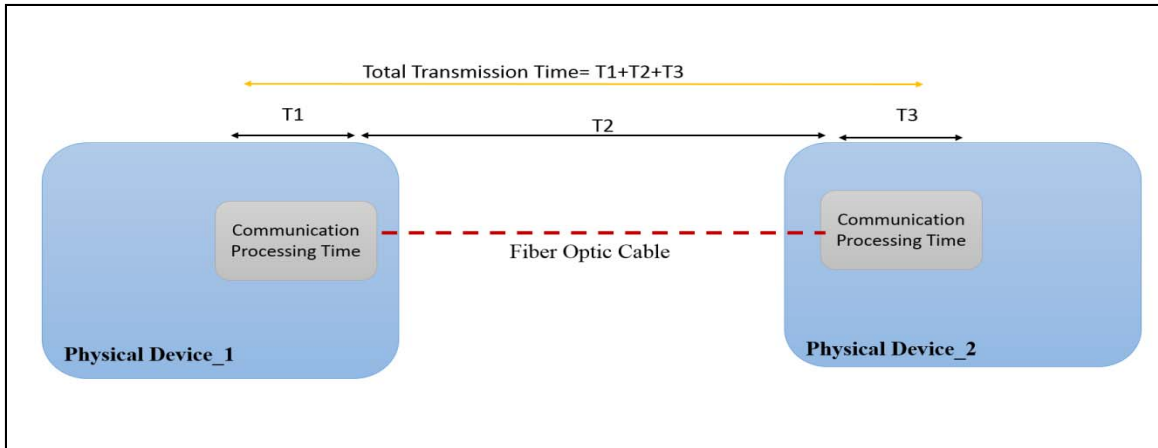 Total Transmission Time= T1+T2+T3
T1
T2
T3
Communication
Processing Time
Fiber Optic Cable
Communication
Processing Time
Physical Device_1
Physical Device_2